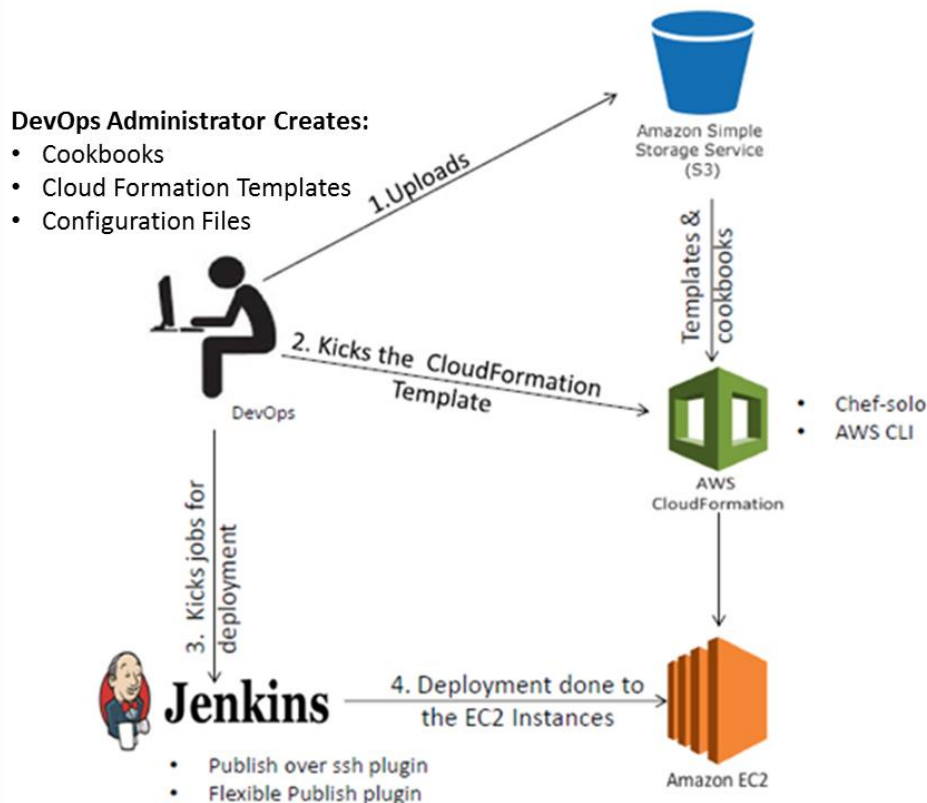 DevOps Administrator Creates:
• Cookbooks
• Cloud Formation Templates
• Configuration Files
Amazon Simple
Storage Service
(S3)
1.Uploads
Templates &
cookbooks
2. Kicks the CloudFormation
Template
DevOps
• Chef-solo
• AWS CLI
AWS
CloudFormation
3. Kicks jobs for
deployment
Jenkins
4. Deployment done to
the EC2 Instances
• Publish over ssh plugin
• Flexible Publish plugin
Amazon EC2